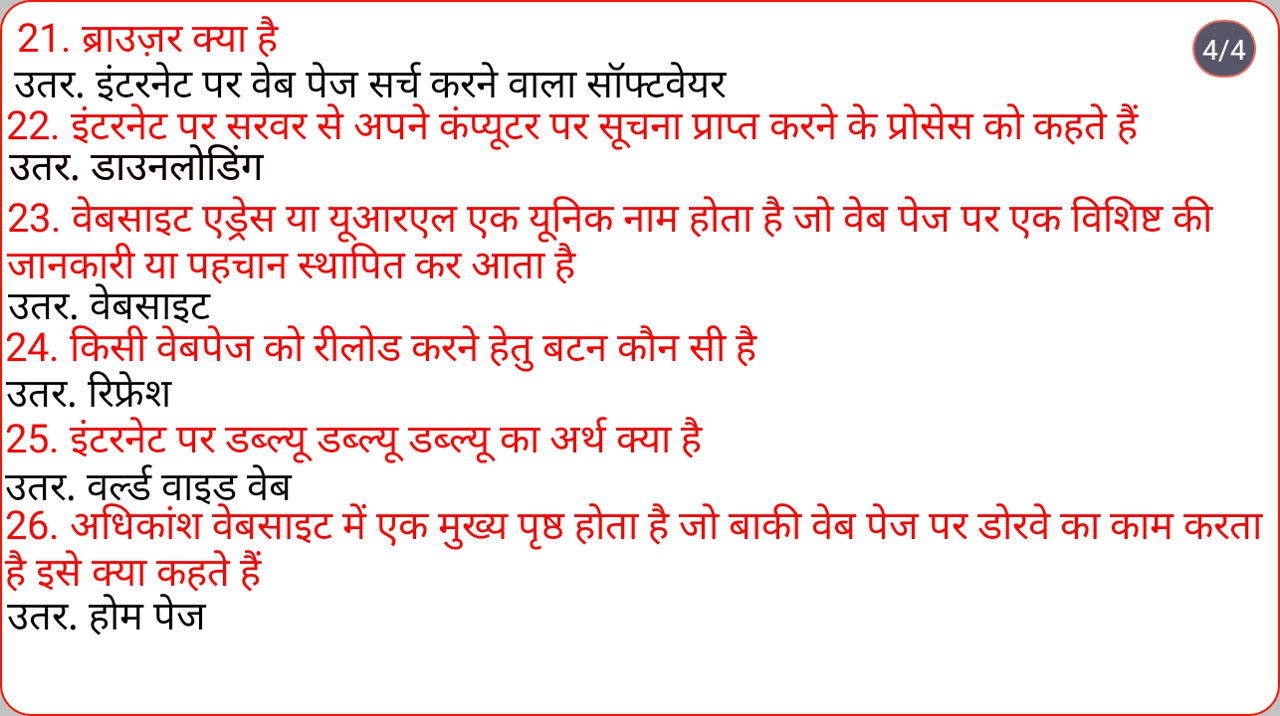 21. ब्राउज़र क्या है
4/4
उतर. इंटरनेट पर वेब पेज सर्च करने वाला सॉफ्टवेयर
22. इंटरनेट पर सरवर से अपने कंप्यूटर पर सूचना प्राप्त करने के प्रोसेस को कहते हैं
उतर. डाउनलोडिंग
23. वेबसाइट एड्रेस या यूआरएल एक यूनिक नाम होता है जो वेब पेज पर एक विशिष्ट की
जानकारी या पहचान स्थापित कर आता है
उतर. वेबसाइट
24. किसी वेबपेज को रीलोड करने हेतु बटन कौन सी है
उतर. रिफ्रेश
25. इंटरनेट पर डब्ल्यू डब्ल्यू डब्ल्यू का अर्थ क्या है
उतर. वर्ल्ड वाइड वेब
26. अधिकांश वेबसाइट में एक मुख्य पृष्ठ होता है जो बाकी वेब पेज पर डोरवे का काम करता
है इसे क्या कहते हैं
उतर. होम पेज